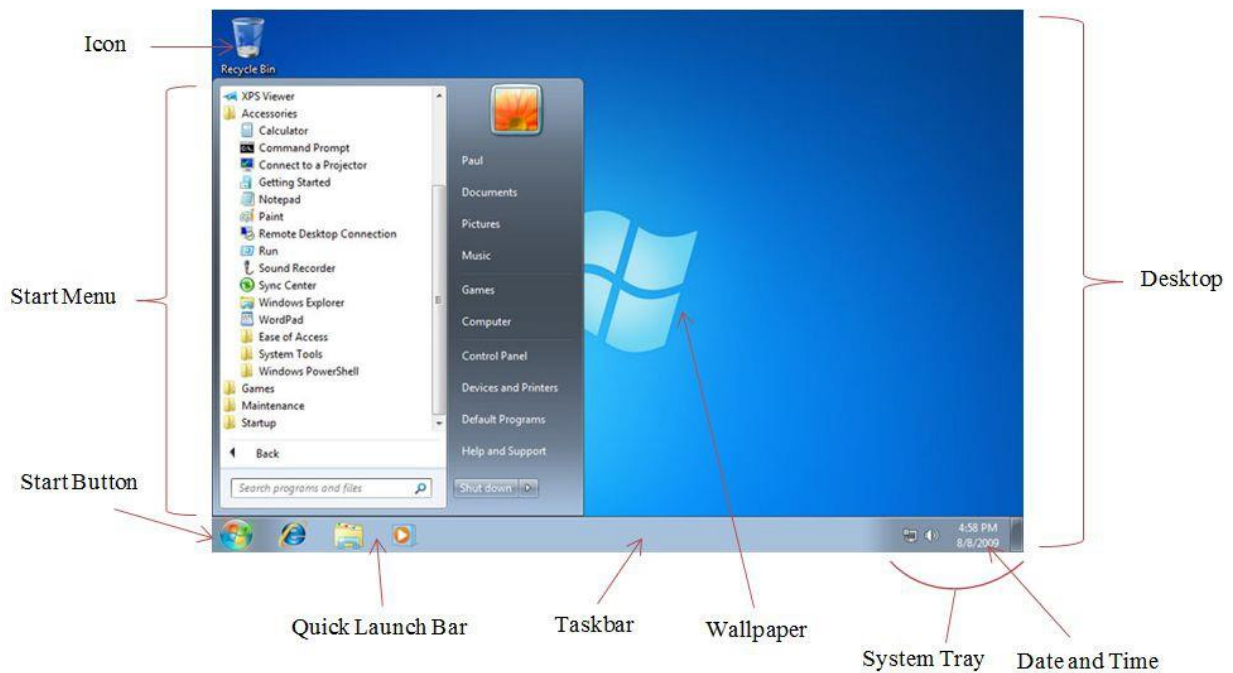 Icon
Recycle Bin
XPS Viewer
Accessories
Calculator
Command Prompt
Connect to a Projector
Getting Started
Notepad
Paint
Remote Desktop Connection
Run
Sound Recorder
Sync Center
Windows Explorer
WordPad
Ease of Access
System Tools
Windows PowerShell
Games
Maintenance
Startup
Back
Search programs and files
Paul
Documents
Pictures
Music
Games
Computer
Control Panel
Devices and Printers
Default Programs
Help and Support
Shut down
Start Menu
Desktop
Start Button
4:58 PM
8/8/2009
Quick Launch Bar
Taskbar
Wallpaper
System Tray
Date and Time